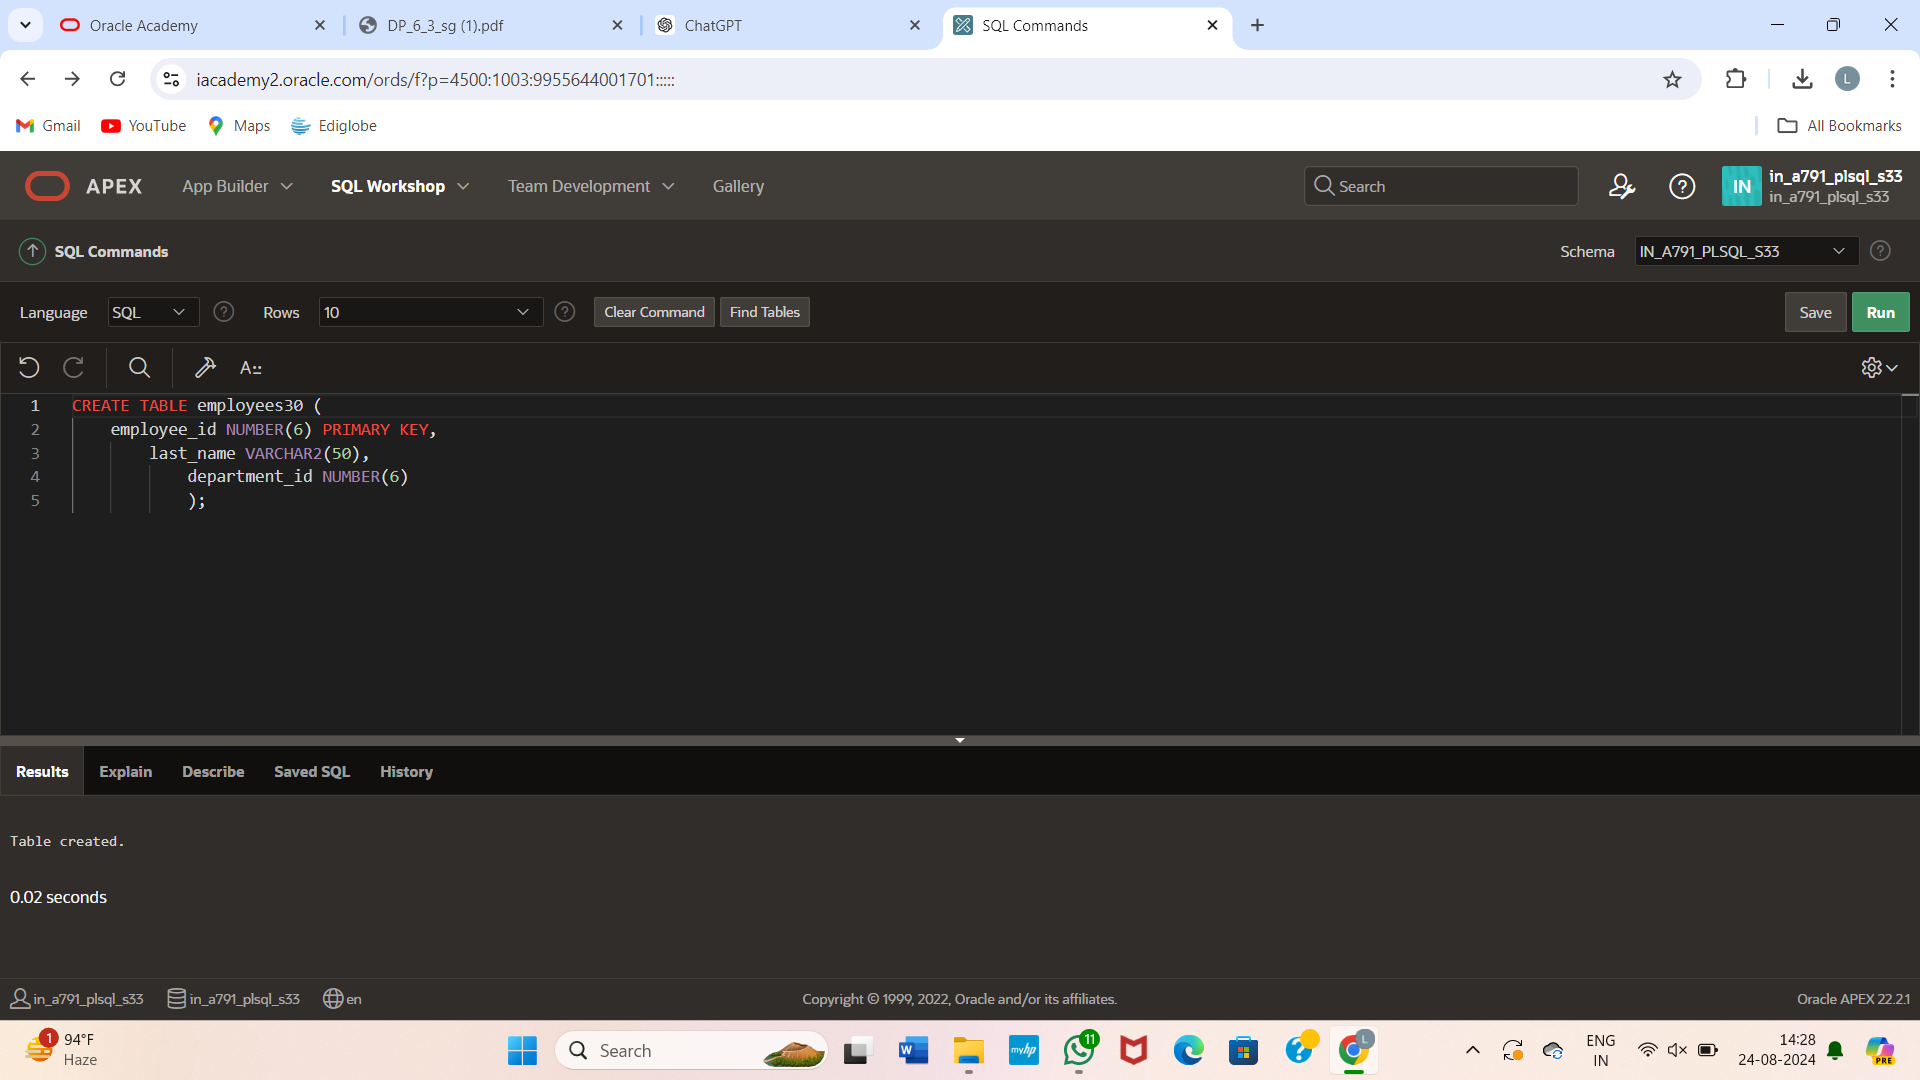 Oracle Academy
DP_6_3_sg (1).pdf
ChatGPT
SQL Commands
iacademy2.oracle.com/ords/f?p=4500:1003:9955644001701:::::
L
Gmail
YouTube
Maps
Ediglobe
All Bookmarks
APEX
App Builder
SQL Workshop
Team Development
Gallery
Search
IN
in_a791_plsql_s33
in_a791_plsql_s33
SQL Commands
Schema
IN_A791_PLSQL_S33
Language
SQL
Rows
10
Clear Command
Find Tables
Save
Run
A::
1 CREATE TABLE employees30 (
2 employee_id NUMBER(6) PRIMARY KEY,
3 last_name VARCHAR2(50),
4 department_id NUMBER(6)
5 );
Results
Explain
Describe
Saved SQL
History
Table created.
0.02 seconds
in_a791_plsql_s33
in_a791_plsql_s33
en
Copyright © 1999, 2022, Oracle and/or its affiliates.
Oracle APEX 22.2.1
1
94°F
Haze
Search
W
myhp
11
L
ENG
IN
14:28
24-08-2024
PRE